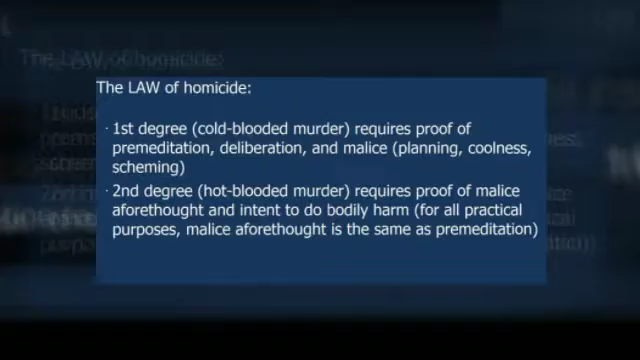 The LAW of homicide:
· 1st degree (cold-blooded murder) requires proof of
premeditation, deliberation, and malice (planning, coolness,
scheming)
· 2nd degree (hot-blooded murder) requires proof of malice
aforethought and intent to do bodily harm (for all practical
purposes, malice aforethought is the same as premeditation)